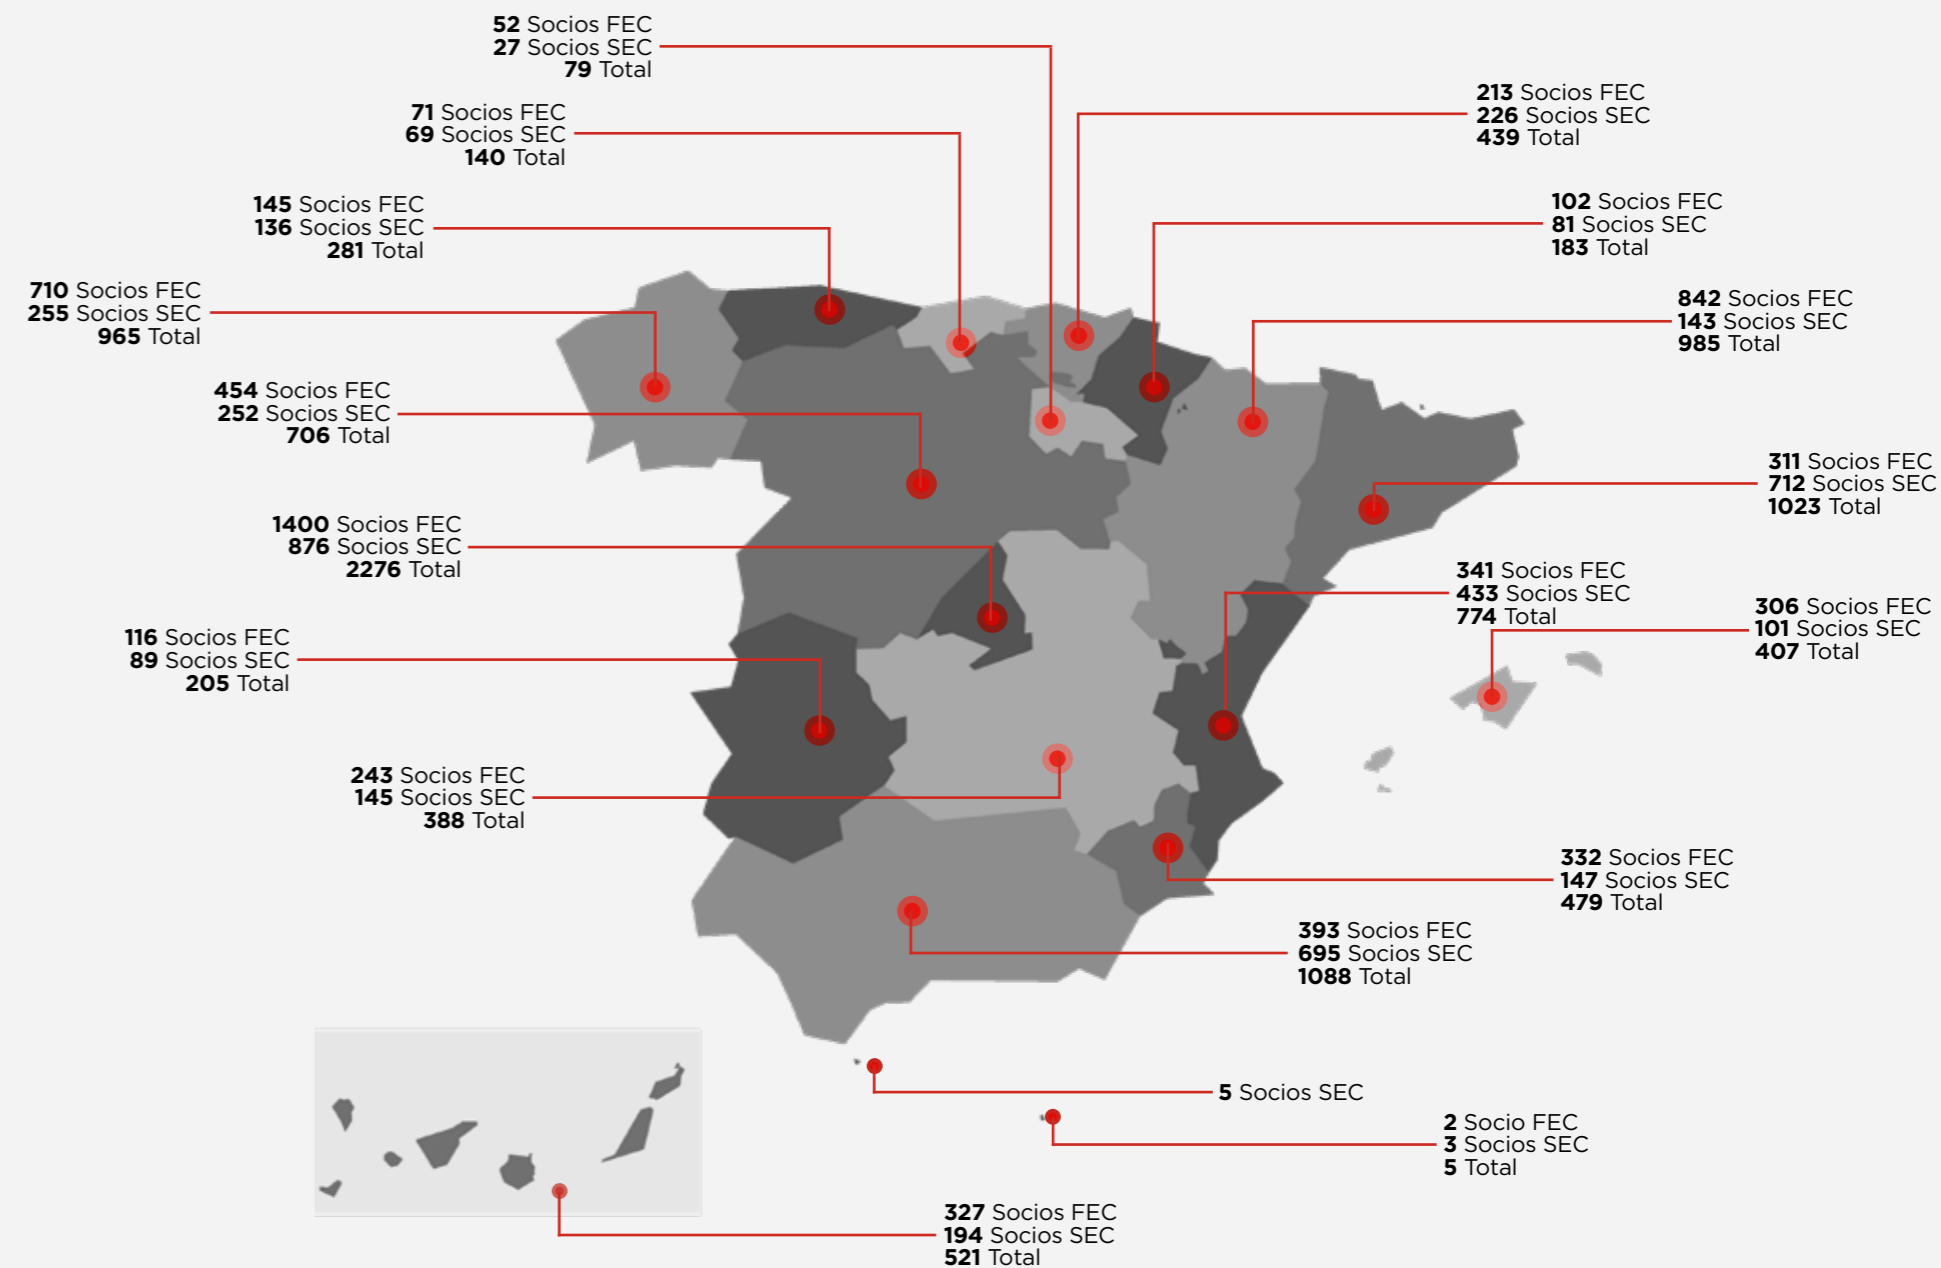 52 Socios FEC
27 Socios SEC
79 Total
71 Socios FEC
69 Socios SEC
140 Total
213 Socios FEC
226 Socios SEC
439 Total
145 Socios FEC
136 Socios SEC
281 Total
102 Socios FEC
81 Socios SEC
183 Total
710 Socios FEC
255 Socios SEC
965 Total
842 Socios FEC
143 Socios SEC
985 Total
454 Socios FEC
252 Socios SEC
706 Total
311 Socios FEC
712 Socios SEC
1023 Total
1400 Socios FEC
876 Socios SEC
2276 Total
341 Socios FEC
433 Socios SEC
774 Total
306 Socios FEC
101 Socios SEC
407 Total
116 Socios FEC
89 Socios SEC
205 Total
243 Socios FEC
145 Socios SEC
388 Total
332 Socios FEC
147 Socios SEC
479 Total
393 Socios FEC
695 Socios SEC
1088 Total
5 Socios SEC
2 Socio FEC
3 Socios SEC
5 Total
327 Socios FEC
194 Socios SEC
521 Total